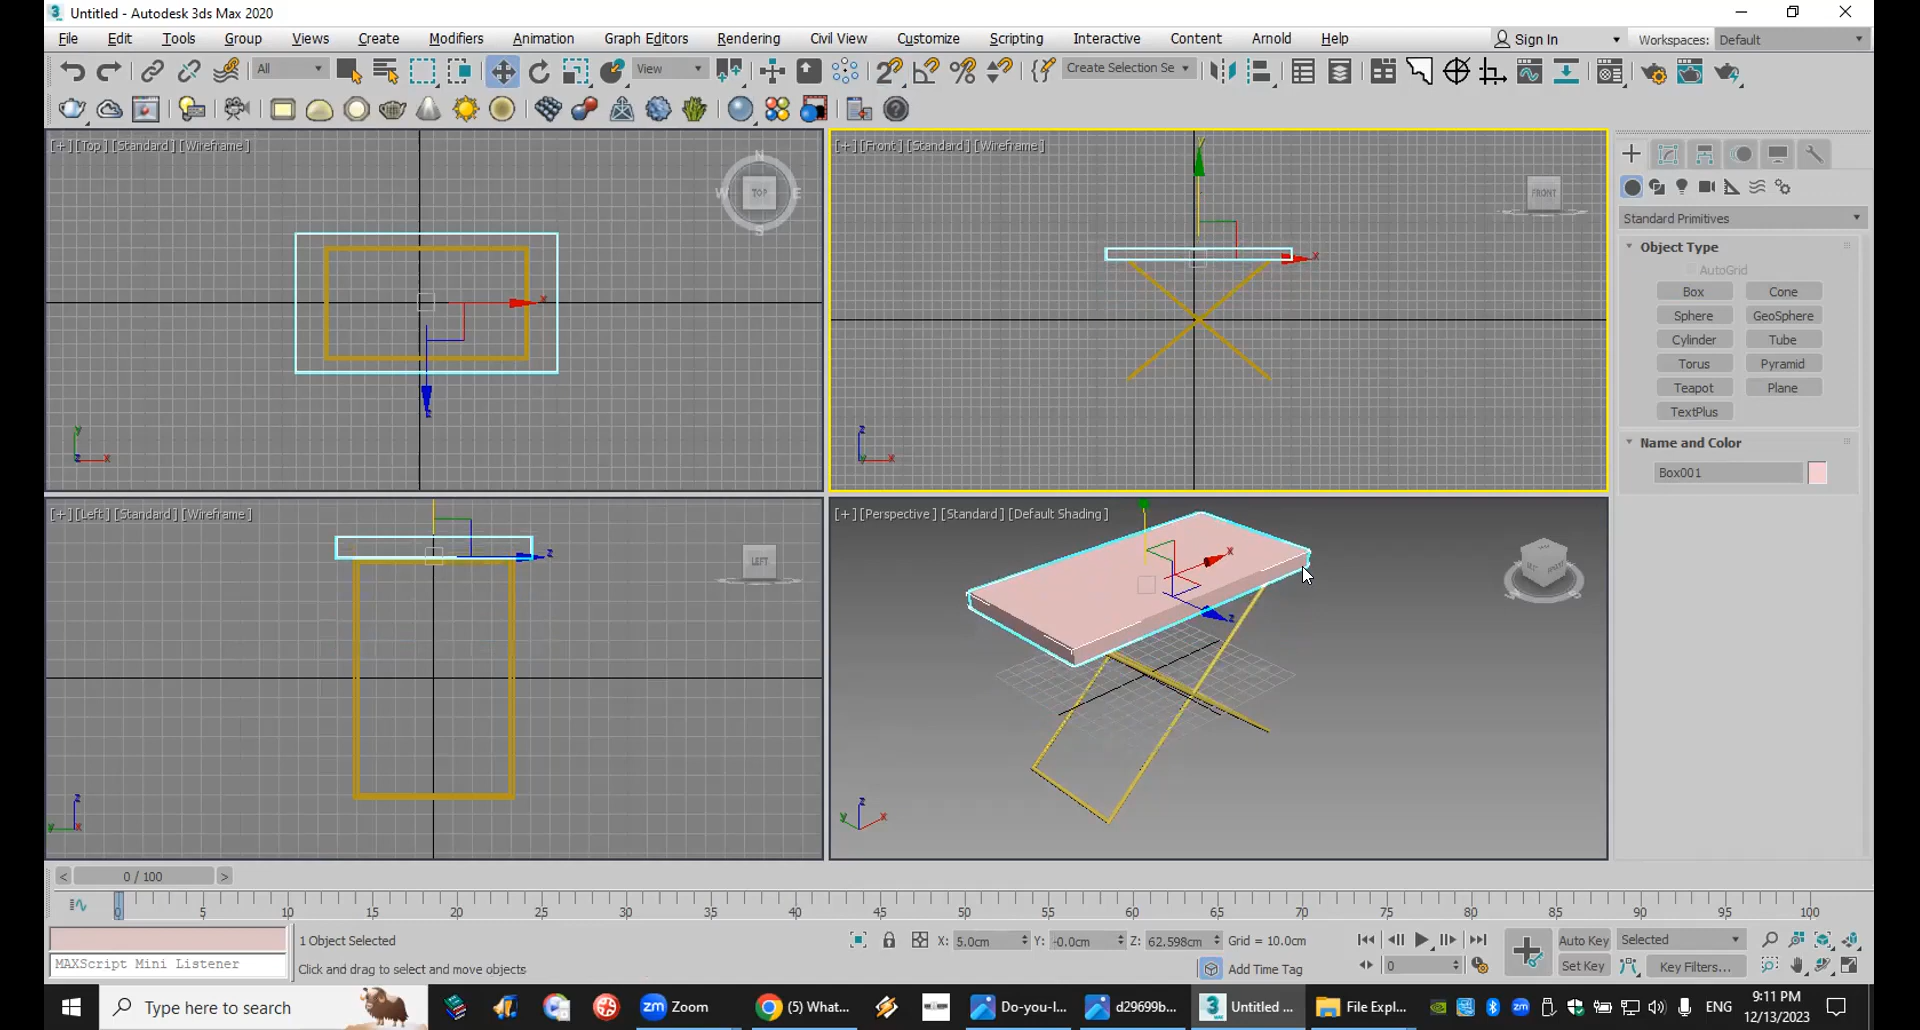 Untitled - Autodesk 3ds Max 2020
File Edit Tools Group Views Create Modifiers Animation Graph Editors Rendering Civil View Customize Scripting Interactive Content Arnold Help Sign In Workspaces: Default
All View Create Selection Se
[+] [Top] [Standard] [Wireframe]
N
W TOP E
S
y
z x
x
z
[+] [Front] [Standard] [Wireframe]
FRONT
y
x
z
y x
[+] [Left] [Standard] [Wireframe]
LEFT
z
z
y x
[+] [Perspective] [Standard] [Default Shading]
x
z
z
y x
Standard Primitives
Object Type
AutoGrid
Box Cone
Sphere GeoSphere
Cylinder Tube
Torus Pyramid
Teapot Plane
TextPlus
Name and Color
Box001
< 0 / 100 >
0 5 10 15 20 25 30 35 40 45 50 55 60 65 70 75 80 85 90 95 100
1 Object Selected X: 5.0cm Y: -0.0cm Z: 62.598cm Grid = 10.0cm Auto Key Selected
MAXScript Mini Listener Click and drag to select and move objects Add Time Tag 0 Set Key Key Filters...
Type here to search zm Zoom (5) What... Do-you-l... d29699b... 3 Untitled ... File Expl... zm ENG 9:11 PM
12/13/2023